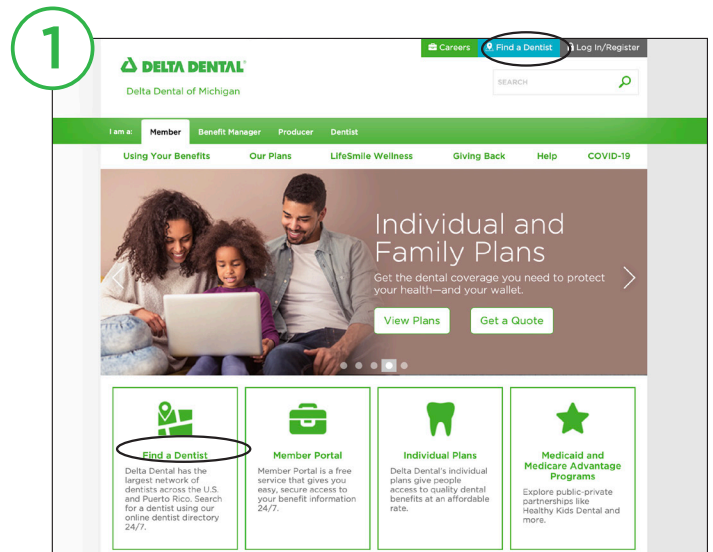 1
Careers Find a Dentist Log In/Register
DELTA DENTAL®
Delta Dental of Michigan
SEARCH
I am a: Member Benefit Manager Producer Dentist
Using Your Benefits Our Plans LifeSmile Wellness Giving Back Help COVID-19
Individual and
Family Plans
Get the dental coverage you need to protect
your health—and your wallet.
View Plans Get a Quote
Find a Dentist
Delta Dental has the
largest network of
dentists across the U.S.
and Puerto Rico. Search
for a dentist using our
online dentist directory
24/7.
Member Portal
Member Portal is a free
service that gives you
easy, secure access to
your benefit information
24/7.
Individual Plans
Delta Dental's individual
plans give people
access to quality dental
benefits at an affordable
rate.
Medicaid and
Medicare Advantage
Programs
Explore public-private
partnerships like
Healthy Kids Dental and
more.